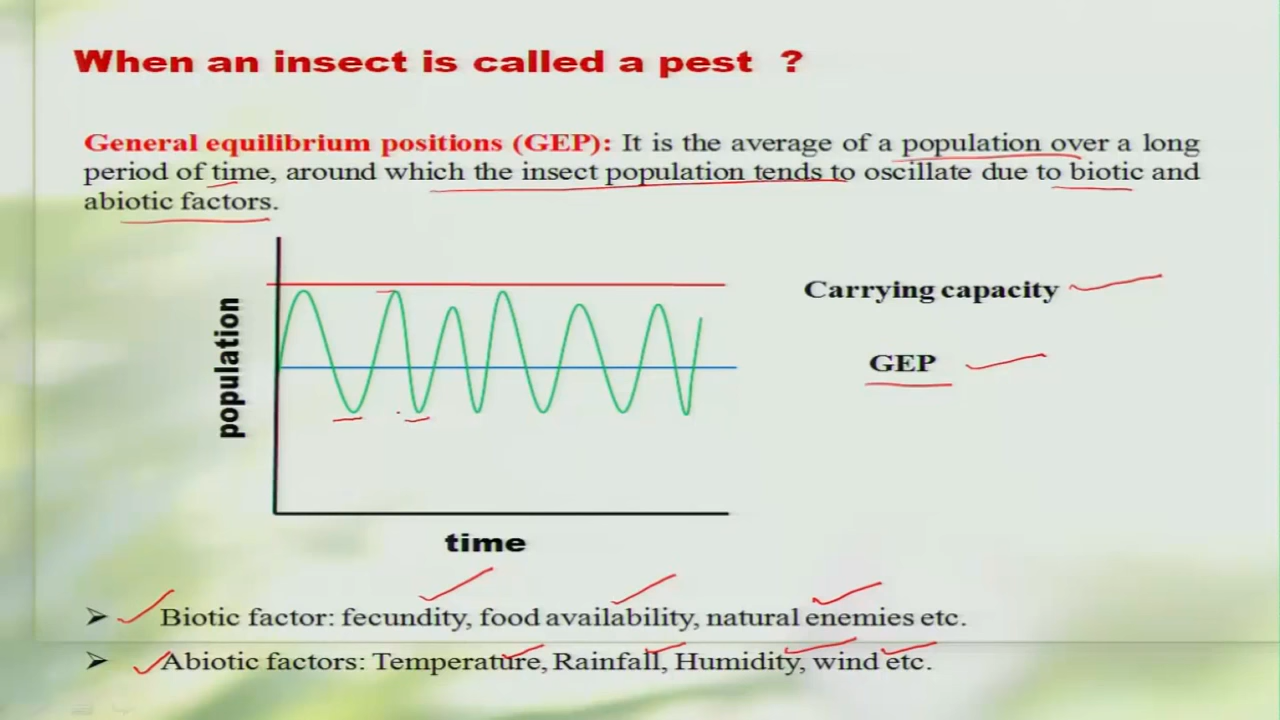 When an insect is called a pest ?
General equilibrium positions (GEP): It is the average of a population over a long
period of time, around which the insect population tends to oscillate due to biotic and
abiotic factors.
Carrying capacity
GEP
population
time
➢ Biotic factor: fecundity, food availability, natural enemies etc.
➢ Abiotic factors: Temperature, Rainfall, Humidity, wind etc.